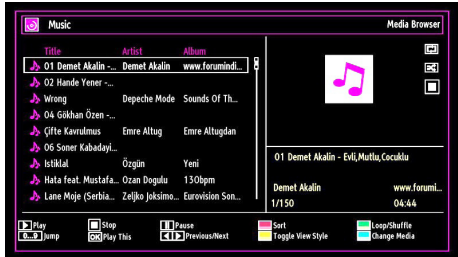 Music Media Browser
Title Artist Album
01 Demet Akalin -... Demet Akalin www.forumindi...
02 Hande Yener -...
Wrong Depeche Mode Sounds Of Th...
04 Gökhan Özen -...
Çifte Kavrulmus Emre Altug Emre Altugdan
06 Soner Kabadayi...
Istiklal Özgün Yeni
Hata feat. Mustafa... Ozan Dogulu 130bpm
Lane Moje (Serbia... Zeljko Joksimo... Eurovision Son...
01 Demet Akalin - Evli,Mutlu,Cocuklu
Demet Akalin www.forumi...
1/150 04:44
Play Stop Pause Sort Loop/Shuffle
0...9 Jump OK Play This Previous/Next Toggle View Style Change Media